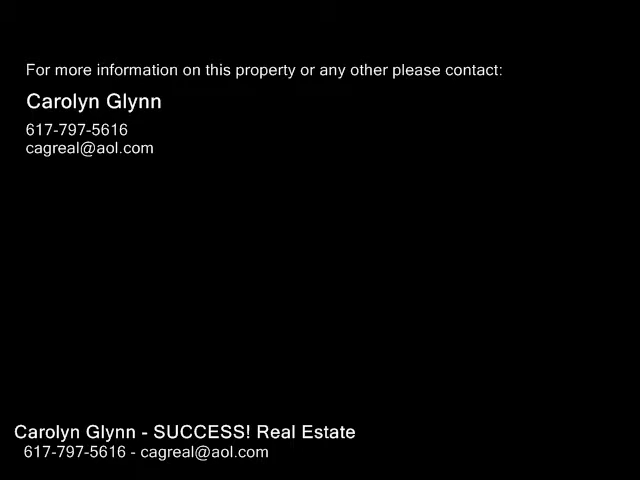 For more information on this property or any other please contact:
Carolyn Glynn
617-797-5616
cagreal@aol.com
Carolyn Glynn - SUCCESS! Real Estate
617-797-5616 - cagreal@aol.com